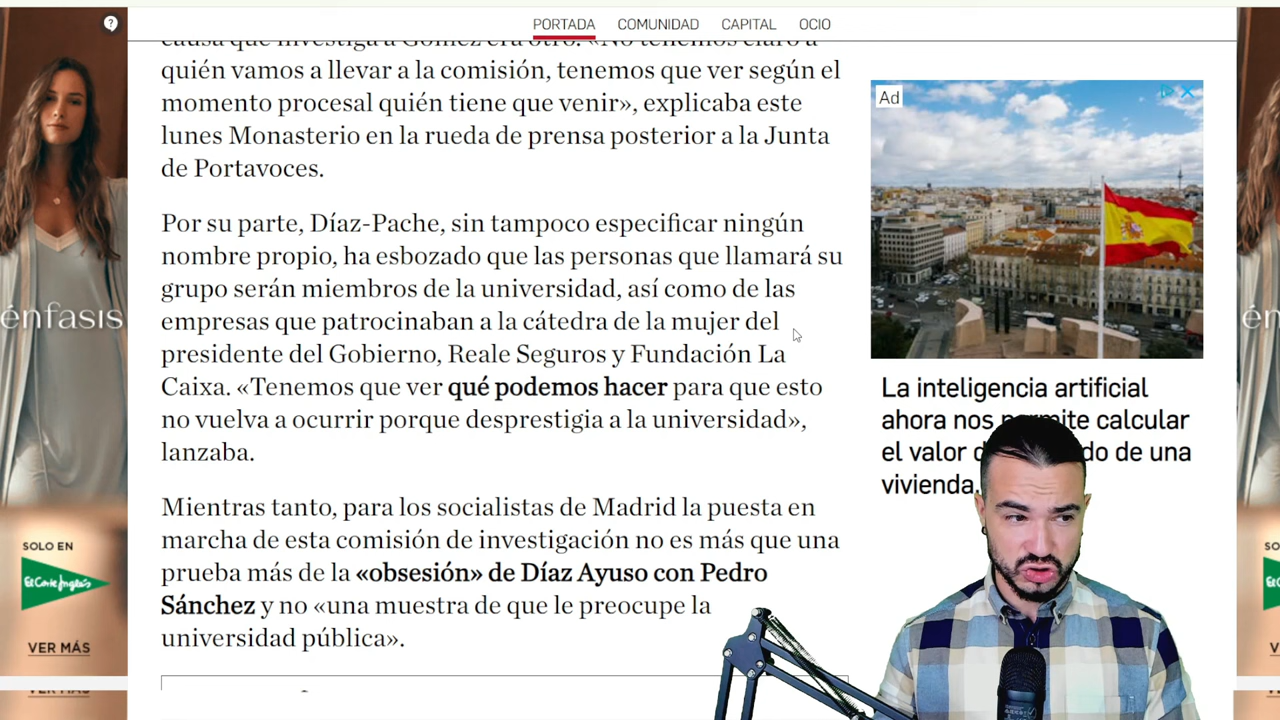 PORTADA COMUNIDAD CAPITAL OCIO
causa que investiga a Gómez era otro. «No tenemos claro a
quién vamos a llevar a la comisión, tenemos que ver según el
momento procesal quién tiene que venir», explicaba este
lunes Monasterio en la rueda de prensa posterior a la Junta
de Portavoces.
Por su parte, Díaz-Pache, sin tampoco especificar ningún
nombre propio, ha esbozado que las personas que llamará su
grupo serán miembros de la universidad, así como de las
empresas que patrocinaban a la cátedra de la mujer del
presidente del Gobierno, Reale Seguros y Fundación La
Caixa. «Tenemos que ver qué podemos hacer para que esto
no vuelva a ocurrir porque desprestigia a la universidad»,
lanzaba.
Mientras tanto, para los socialistas de Madrid la puesta en
marcha de esta comisión de investigación no es más que una
prueba más de la «obsesión» de Díaz Ayuso con Pedro
Sánchez y no «una muestra de que le preocupe la
universidad pública».
Ad
La inteligencia artificial
ahora nos permite calcular
el valor de una
vivienda.
?
énfasis
SOLO EN
El Corte Inglés
VER MÁS
VER MÁS
én
SO
V